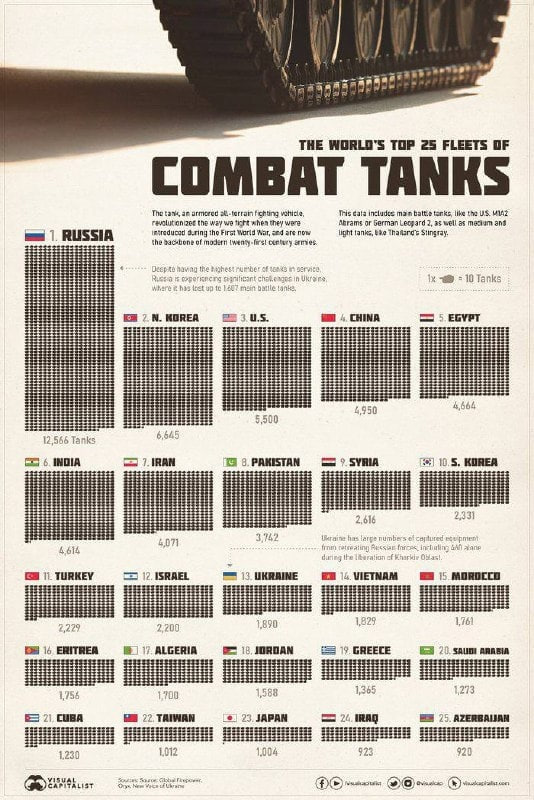 THE WORLD'S TOP 25 FLEETS OF
COMBAT TANKS
The tank, an armored all-terrain fighting vehicle,
revolutionized the way we fight when they were
introduced during the First World War, and are now
the backbone of modern twenty-first century armies.
This data includes main battle tanks, like the U.S. M1A2
Abrams or German Leopard 2, as well as medium and
light tanks, like Thailand's Stingray.
1. RUSSIA
Despite having the highest number of tanks in service,
Russia is experiencing significant challenges in Ukraine,
where it has lost up to 1,607 main battle tanks.
1x = 10 Tanks
12,566 Tanks
2. N. KOREA
6,645
3. U.S.
5,500
4. CHINA
4,950
5. EGYPT
4,664
6. INDIA
4,614
7. IRAN
4,071
8. PAKISTAN
3,742
9. SYRIA
2,616
10. S. KOREA
2,331
Ukraine has large numbers of captured equipment
from retreating Russian forces, including 440 alone
during the liberation of Kharkiv Oblast.
11. TURKEY
2,229
12. ISRAEL
2,200
13. UKRAINE
1,890
14. VIETNAM
1,829
15. MOROCCO
1,761
16. ERITREA
1,756
17. ALGERIA
1,700
18. JORDAN
1,588
19. GREECE
1,365
20. SAUDI ARABIA
1,273
21. CUBA
1,230
22. TAIWAN
1,012
23. JAPAN
1,004
24. IRAQ
923
25. AZERBAIJAN
920
VISUAL
CAPITALIST
Sources: Source: Global Firepower,
Oryx, New Voice of Ukraine
/visualcapitalist
@visualcap
visualcapitalist.com